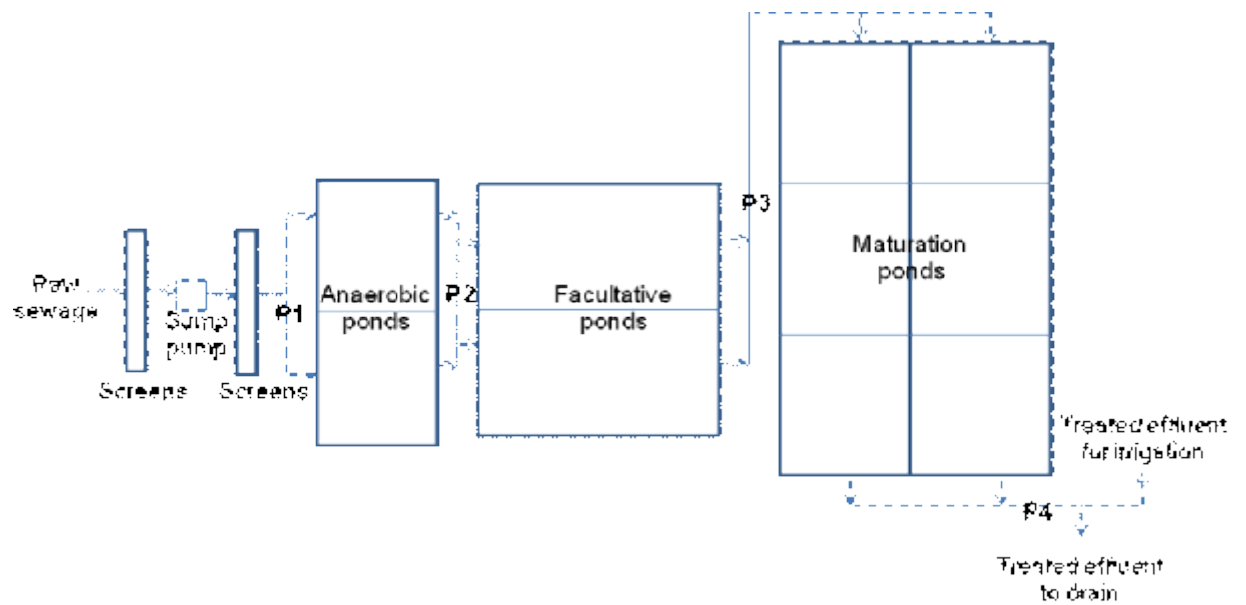 Raw
sewage
Screens
Sump
pump
Screens
P1
Anaerobic
ponds
P2
Facultative
ponds
P3
Maturation
ponds
P4
Treated effluent
for irrigation
Treated effluent
to drain